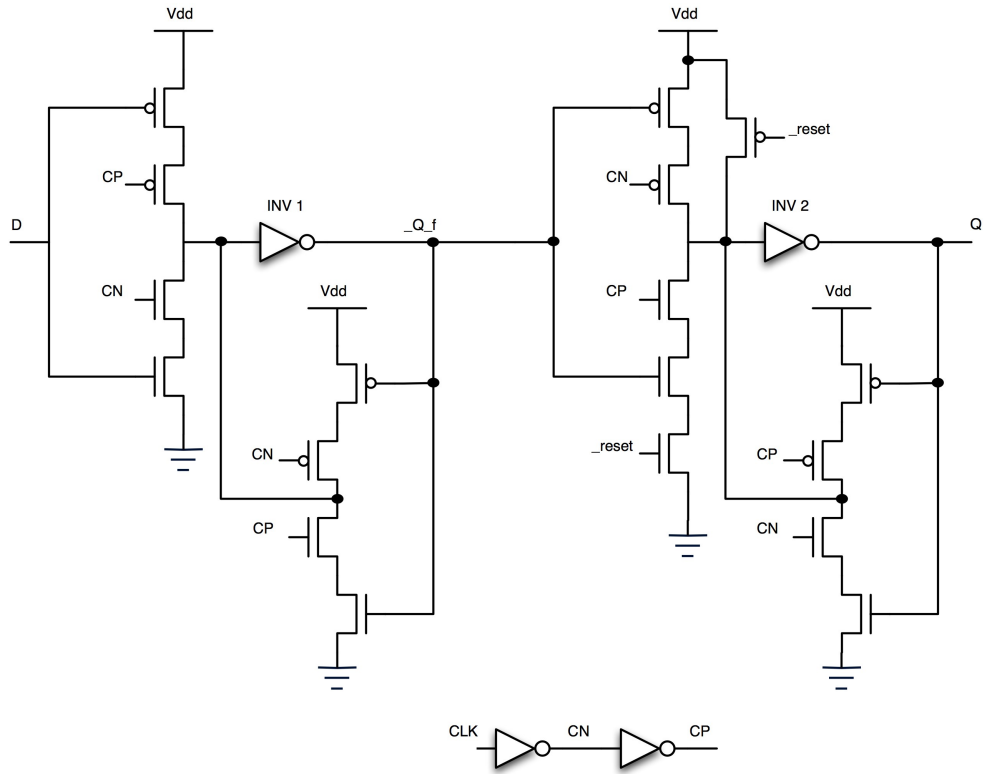 Vdd
Vdd
_reset
CP
CN
D
INV 1
_Q_f
INV 2
Q
CN
Vdd
CP
Vdd
CN
_reset
CP
CP
CN
CLK
CN
CP